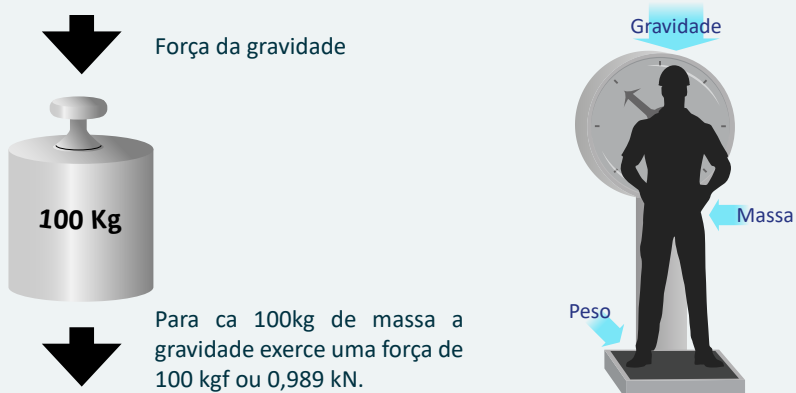 Força da gravidade
100 Kg
Para ca 100kg de massa a
gravidade exerce uma força de
100 kgf ou 0,989 kN.
Gravidade
Massa
Peso